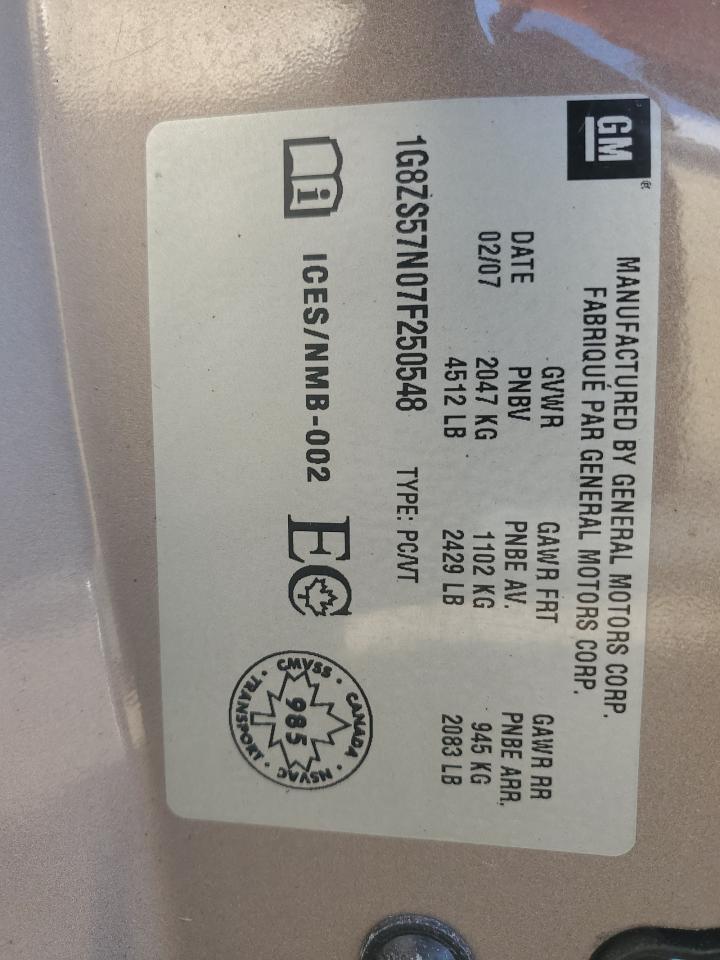 GM
MANUFACTURED BY GENERAL MOTORS CORP.
FABRIQUÉ PAR GENERAL MOTORS CORP.
GVWR GAWR FRT GAWR RR
DATE PNBV PNBE AV. PNBE ARR.
02/07 2047 KG 1102 KG 945 KG
4512 LB 2429 LB 2083 LB
1G8ZS57N07F250548 TYPE: PC/VT
i ICES/NMB-002 EC
CMVSS · CANADA · NSVAC · TRANSPORT ·
985